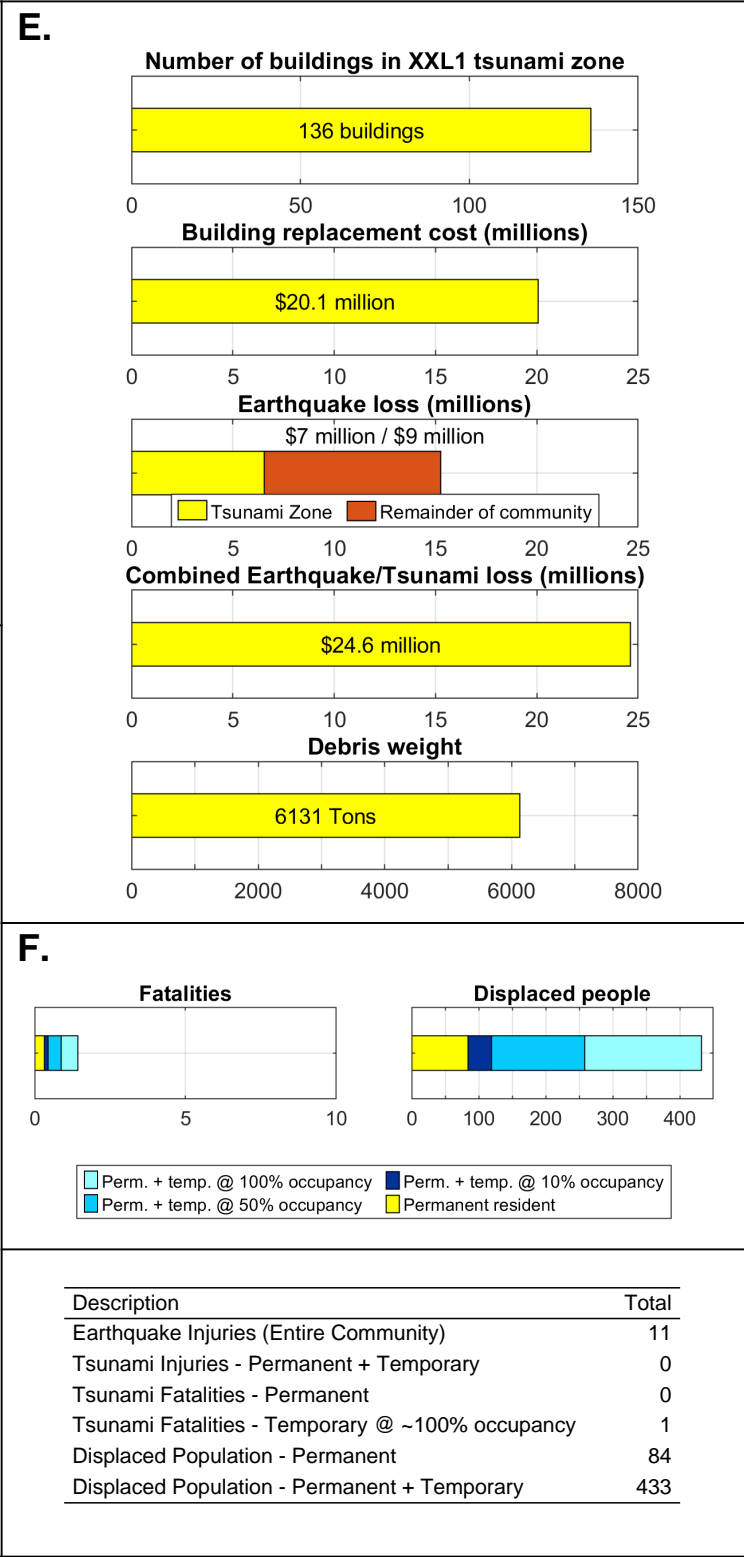 E.
Number of buildings in XXL1 tsunami zone
136 buildings
0 50 100 150
Building replacement cost (millions)
$20.1 million
0 5 10 15 20 25
Earthquake loss (millions)
$7 million / $9 million
Tsunami Zone Remainder of community
0 5 10 15 20 25
Combined Earthquake/Tsunami loss (millions)
$24.6 million
0 5 10 15 20 25
Debris weight
6131 Tons
0 2000 4000 6000 8000
F.
Fatalities
0 5 10
Displaced people
0 100 200 300 400
Perm. + temp. @ 100% occupancy Perm. + temp. @ 10% occupancy
Perm. + temp. @ 50% occupancy Permanent resident
Description Total
Earthquake Injuries (Entire Community) 11
Tsunami Injuries - Permanent + Temporary 0
Tsunami Fatalities - Permanent 0
Tsunami Fatalities - Temporary @ ~100% occupancy 1
Displaced Population - Permanent 84
Displaced Population - Permanent + Temporary 433